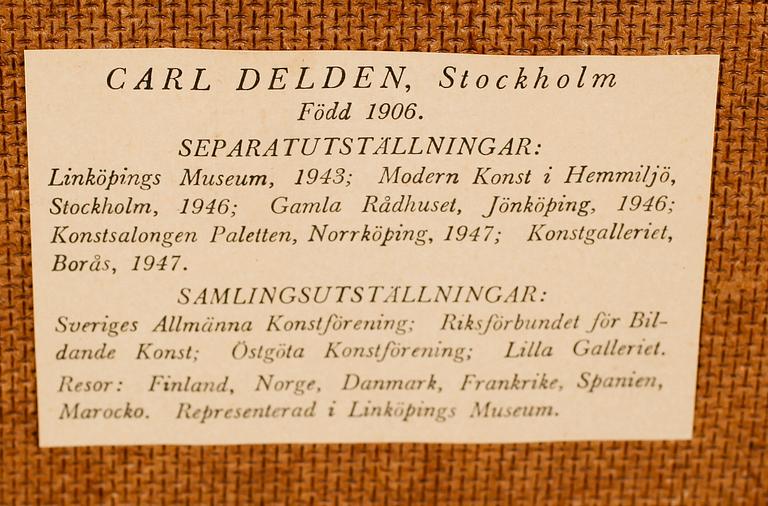 CARL DELDEN, Stockholm
Född 1906.
SEPARATUTSTÄLLNINGAR:
Linköpings Museum, 1943; Modern Konst i Hemmiljö,
Stockholm, 1946; Gamla Rådhuset, Jönköping, 1946;
Konstsalongen Paletten, Norrköping, 1947; Konstgalleriet,
Borås, 1947.
SAMLINGSUTSTÄLLNINGAR:
Sveriges Allmänna Konstförening; Riksförbundet för Bil-
dande Konst; Östgöta Konstförening; Lilla Galleriet.
Resor: Finland, Norge, Danmark, Frankrike, Spanien,
Marocko. Representerad i Linköpings Museum.